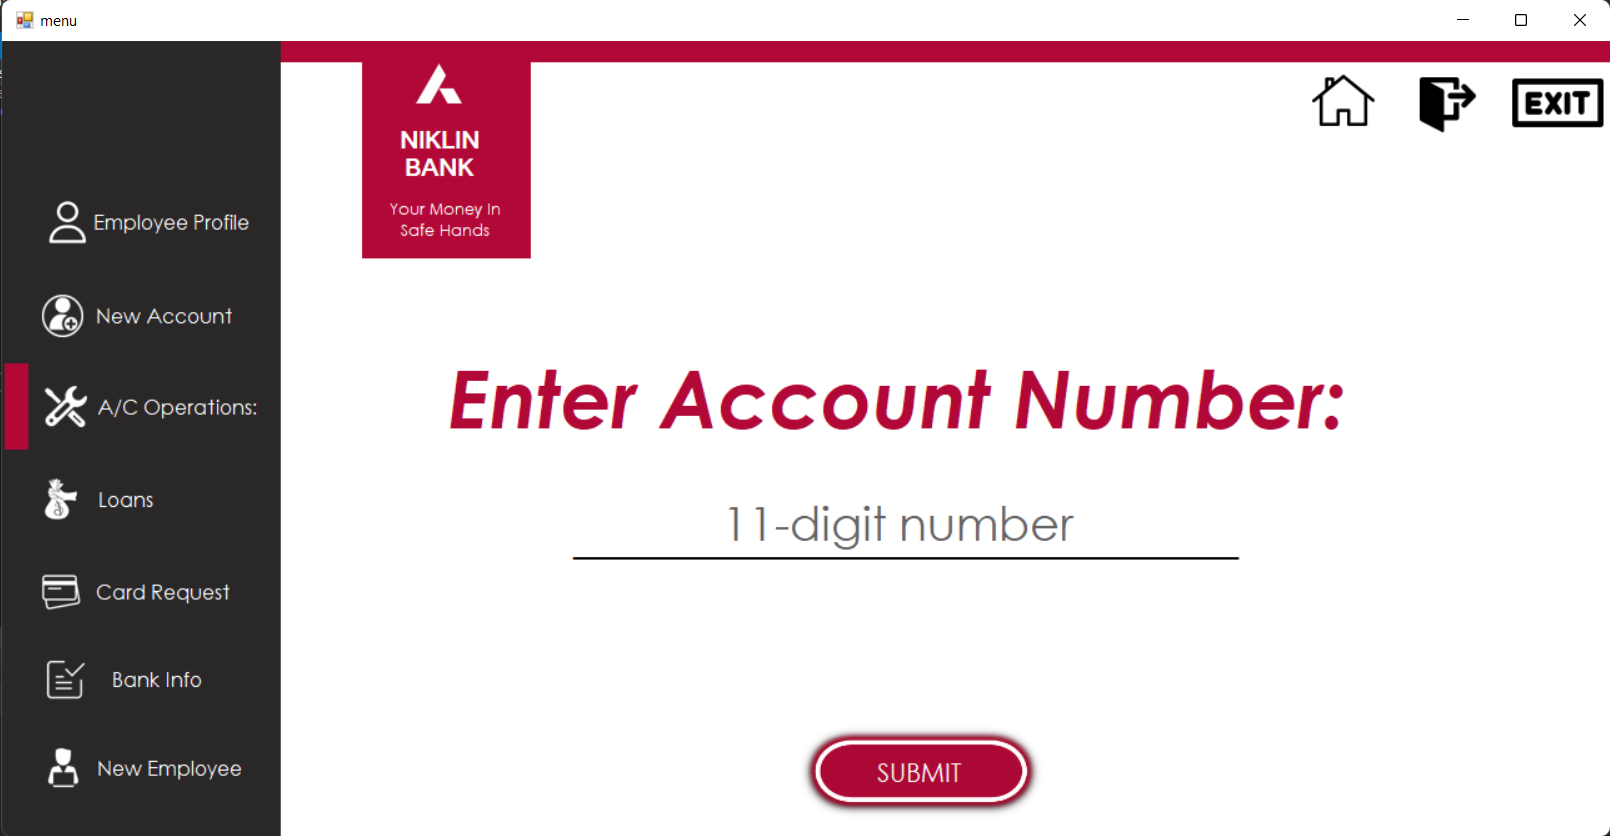 menu
EXIT
NIKLIN
BANK
Your Money In
Safe Hands
Employee Profile
New Account
A/C Operations:
Loans
Card Request
Bank Info
New Employee
Enter Account Number:
11-digit number
SUBMIT